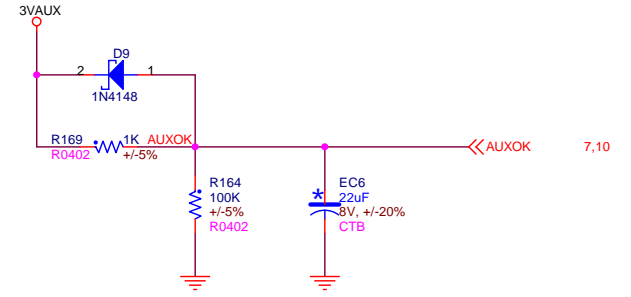 3VAUX
D9
2 1
1N4148
R169 1K AUXOK
R0402 +/-5%
AUXOK 7,10
R164
100K
+/-5%
R0402
EC6
22uF
8V, +/-20%
CTB